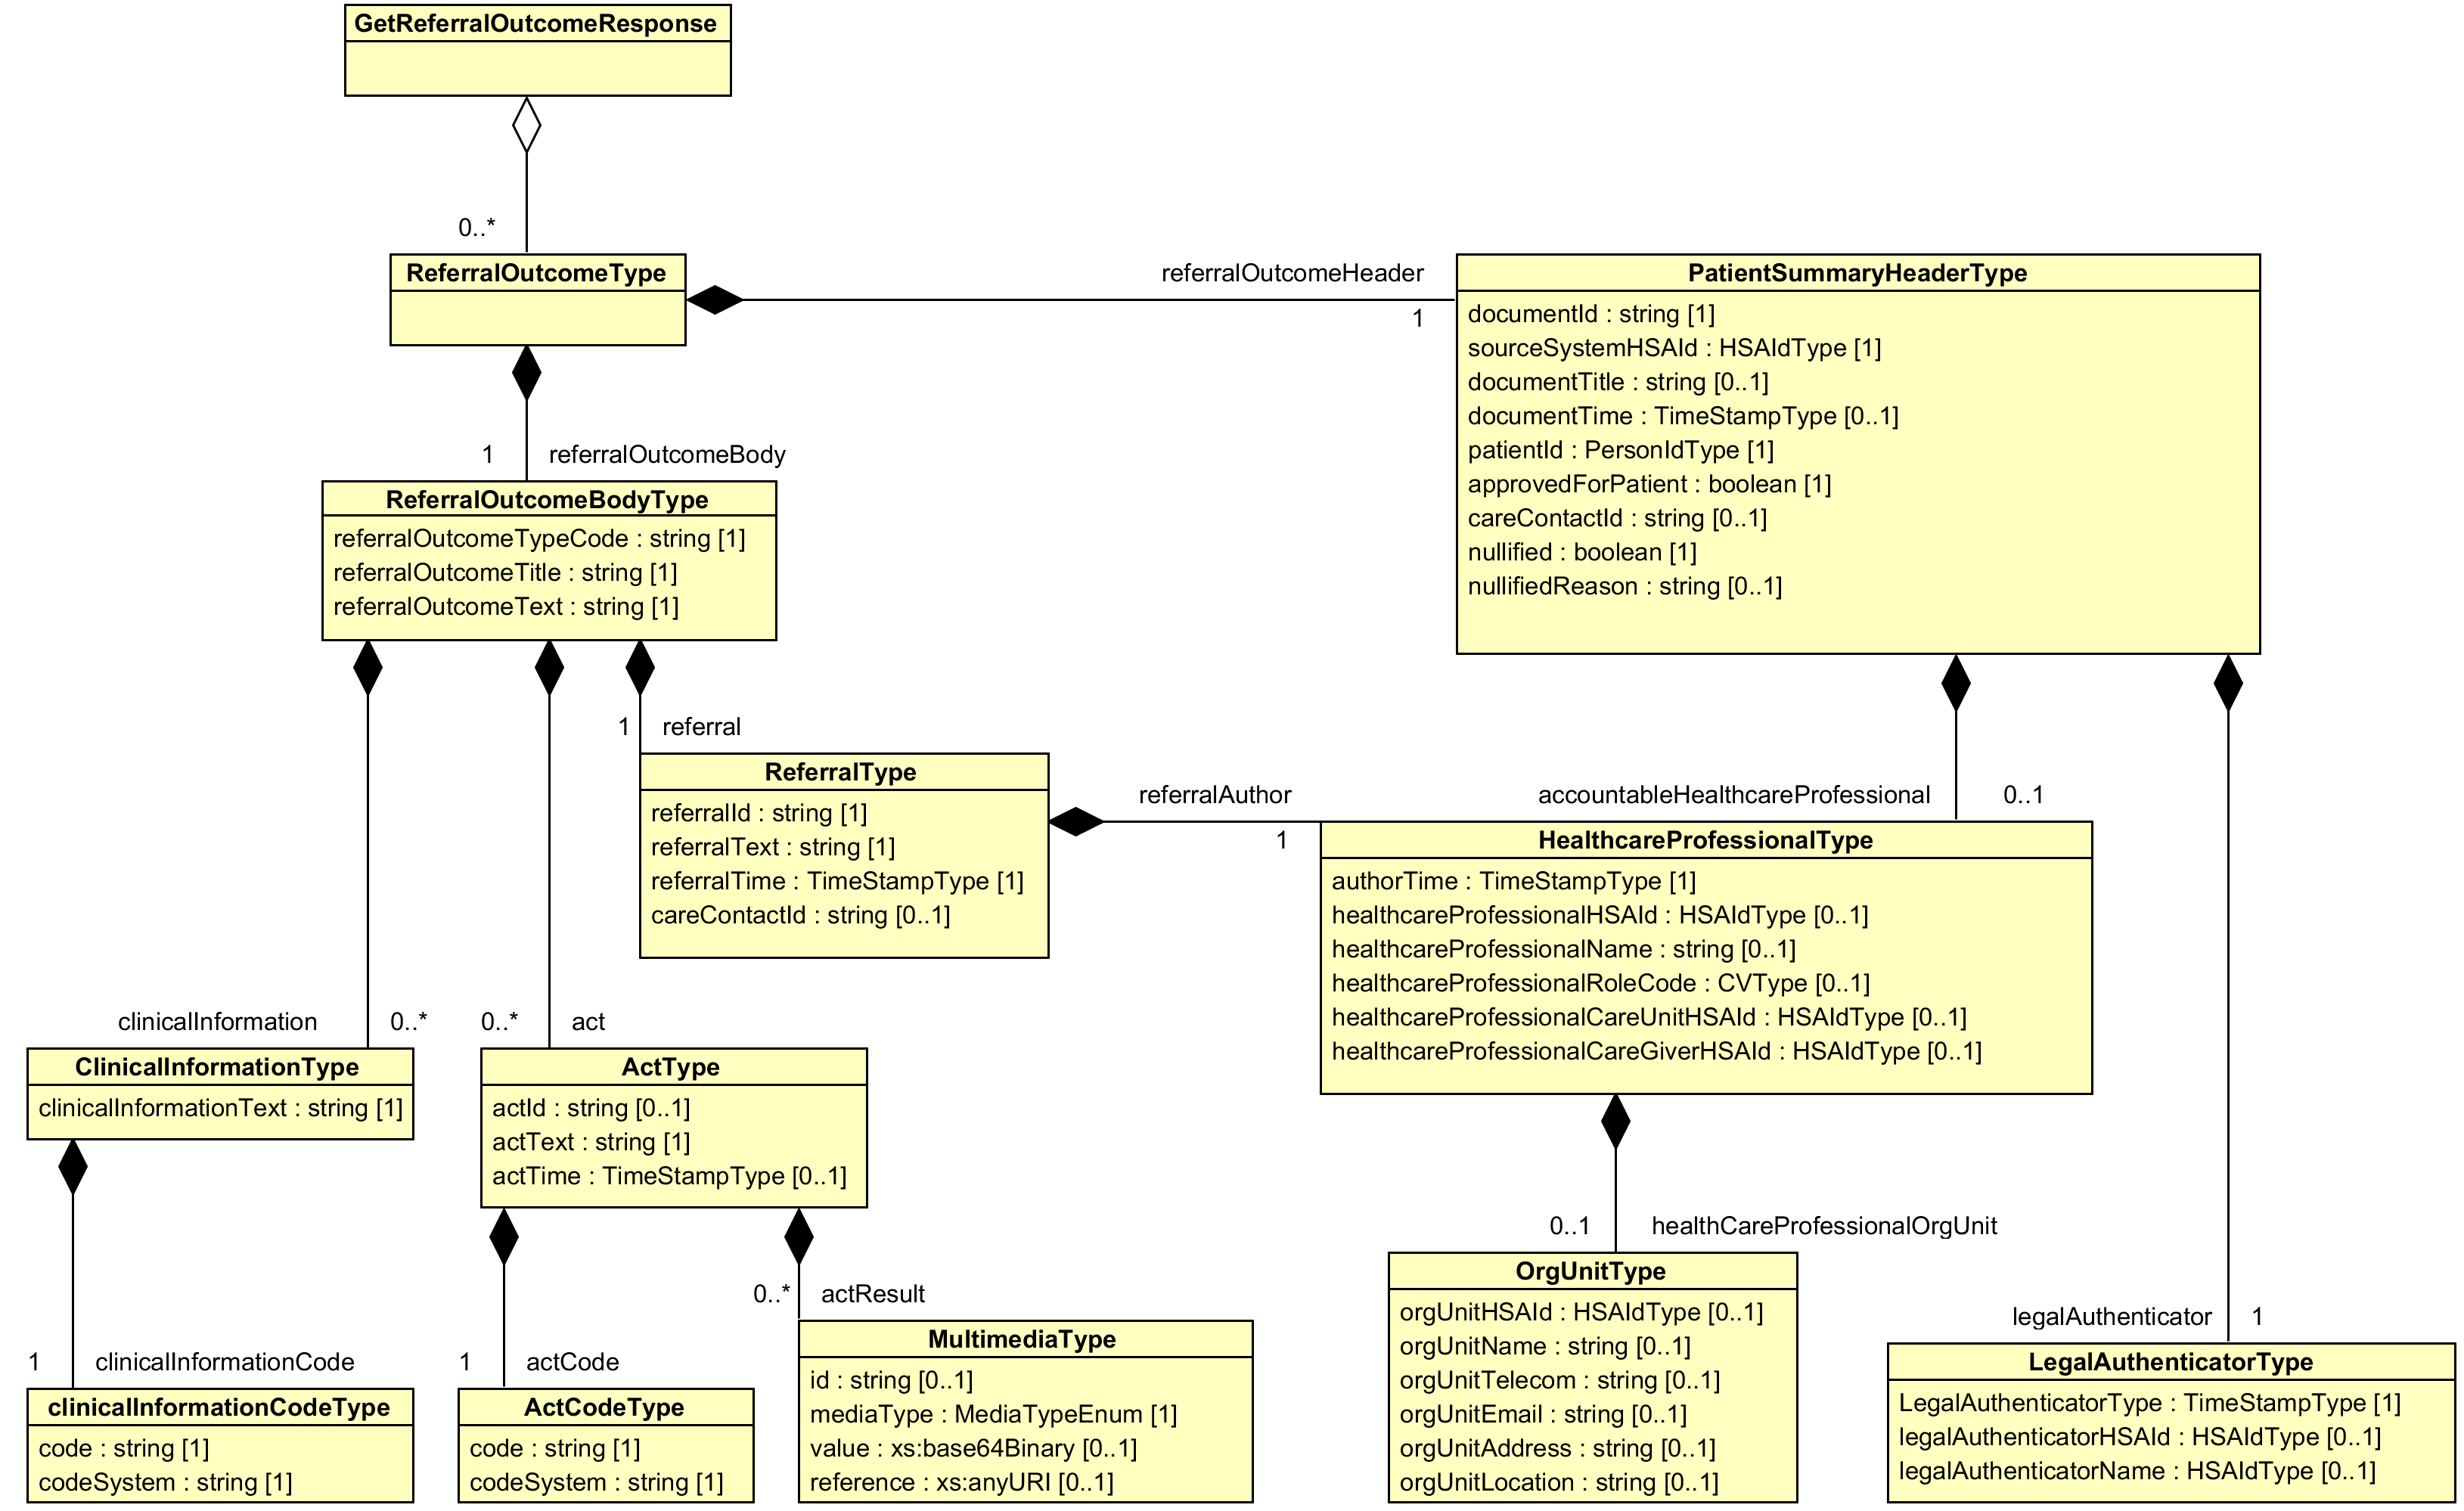 GetReferralOutcomeResponse
0..*
ReferralOutcomeType
referralOutcomeHeader
1
PatientSummaryHeaderType
documentId : string [1]
sourceSystemHSAId : HSAIdType [1]
documentTitle : string [0..1]
documentTime : TimeStampType [0..1]
patientId : PersonIdType [1]
approvedForPatient : boolean [1]
careContactId : string [0..1]
nullified : boolean [1]
nullifiedReason : string [0..1]
1 referralOutcomeBody
ReferralOutcomeBodyType
referralOutcomeTypeCode : string [1]
referralOutcomeTitle : string [1]
referralOutcomeText : string [1]
1 referral
ReferralType
referralId : string [1]
referralText : string [1]
referralTime : TimeStampType [1]
careContactId : string [0..1]
referralAuthor
1
accountableHealthcareProfessional 0..1
HealthcareProfessionalType
authorTime : TimeStampType [1]
healthcareProfessionalHSAId : HSAIdType [0..1]
healthcareProfessionalName : string [0..1]
healthcareProfessionalRoleCode : CVType [0..1]
healthcareProfessionalCareUnitHSAId : HSAIdType [0..1]
healthcareProfessionalCareGiverHSAId : HSAIdType [0..1]
clinicalInformation 0..*
ClinicalInformationType
clinicalInformationText : string [1]
0..* act
ActType
actId : string [0..1]
actText : string [1]
actTime : TimeStampType [0..1]
1 clinicalInformationCode
clinicalInformationCodeType
code : string [1]
codeSystem : string [1]
1 actCode
ActCodeType
code : string [1]
codeSystem : string [1]
0..* actResult
MultimediaType
id : string [0..1]
mediaType : MediaTypeEnum [1]
value : xs:base64Binary [0..1]
reference : xs:anyURI [0..1]
0..1 healthCareProfessionalOrgUnit
OrgUnitType
orgUnitHSAId : HSAIdType [0..1]
orgUnitName : string [0..1]
orgUnitTelecom : string [0..1]
orgUnitEmail : string [0..1]
orgUnitAddress : string [0..1]
orgUnitLocation : string [0..1]
legalAuthenticator 1
LegalAuthenticatorType
LegalAuthenticatorType : TimeStampType [1]
legalAuthenticatorHSAId : HSAIdType [0..1]
legalAuthenticatorName : HSAIdType [0..1]